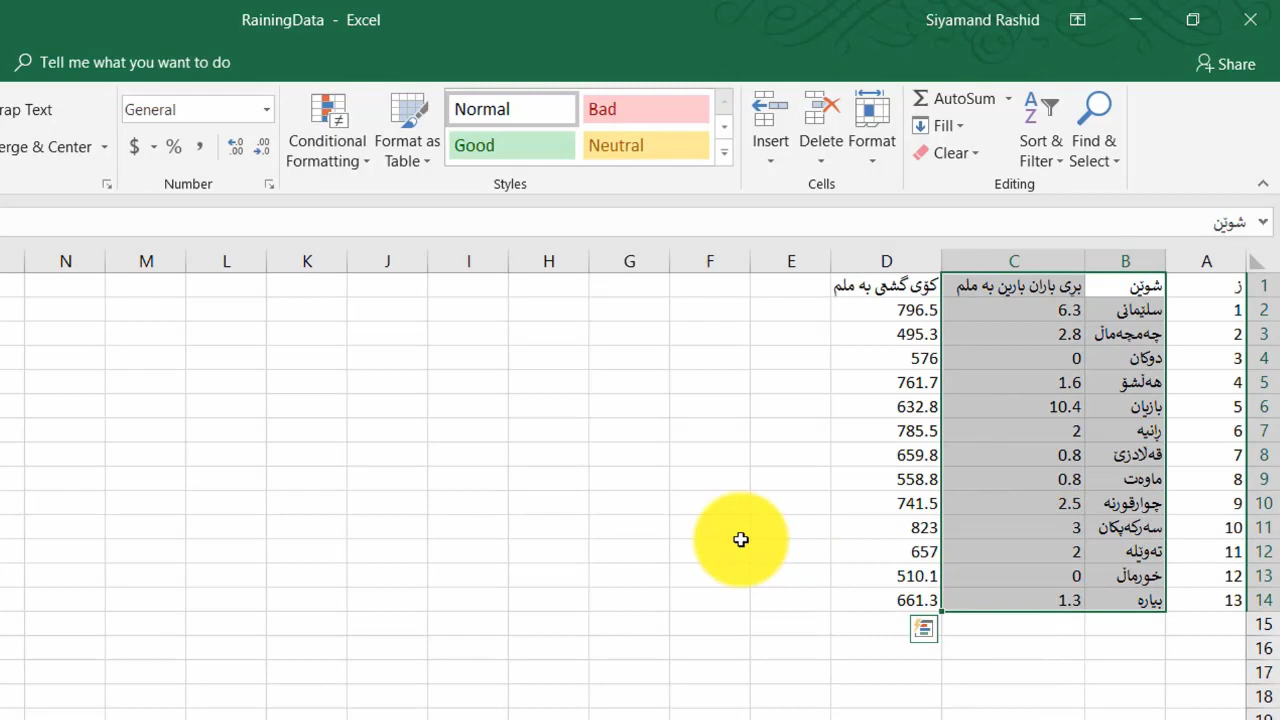 RainingData - Excel
Siyamand Rashid
Tell me what you want to do
Share
rap Text
General
Normal
Bad
AutoSum
erge & Center
$ % ,
Conditional Formatting
Format as Table
Good
Neutral
Insert
Delete
Format
Fill
Clear
Sort & Filter
Find & Select
Number
Styles
Cells
Editing
شوێن
N M L K J I H G F E D C B A
ز شوێن بڕی باران بارین به ملم کۆی گشتی به ملم 1
1 سلێمانی 6.3 796.5 2
2 چەمچەماڵ 2.8 495.3 3
3 دوکان 0 576 4
4 هەڵشۆ 1.6 761.7 5
5 بازیان 10.4 632.8 6
6 ڕانیە 2 785.5 7
7 قەڵادزێ 0.8 659.8 8
8 ماوەت 0.8 558.8 9
9 چوارقورنە 2.5 741.5 10
10 سەرکەپکان 3 823 11
11 تەوێلە 2 657 12
12 خورماڵ 0 510.1 13
13 بیارە 1.3 661.3 14
15
16
17
18